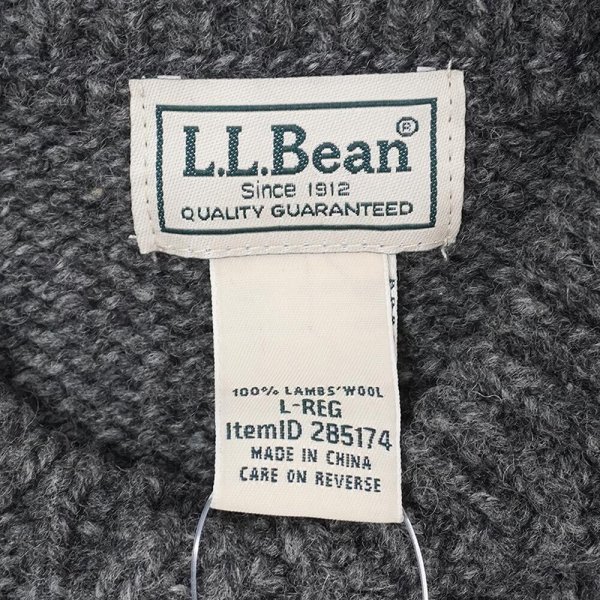 L.L.Bean®
Since 1912
QUALITY GUARANTEED
100% LAMBS' WOOL
L-REG
ItemID 285174
MADE IN CHINA
CARE ON REVERSE